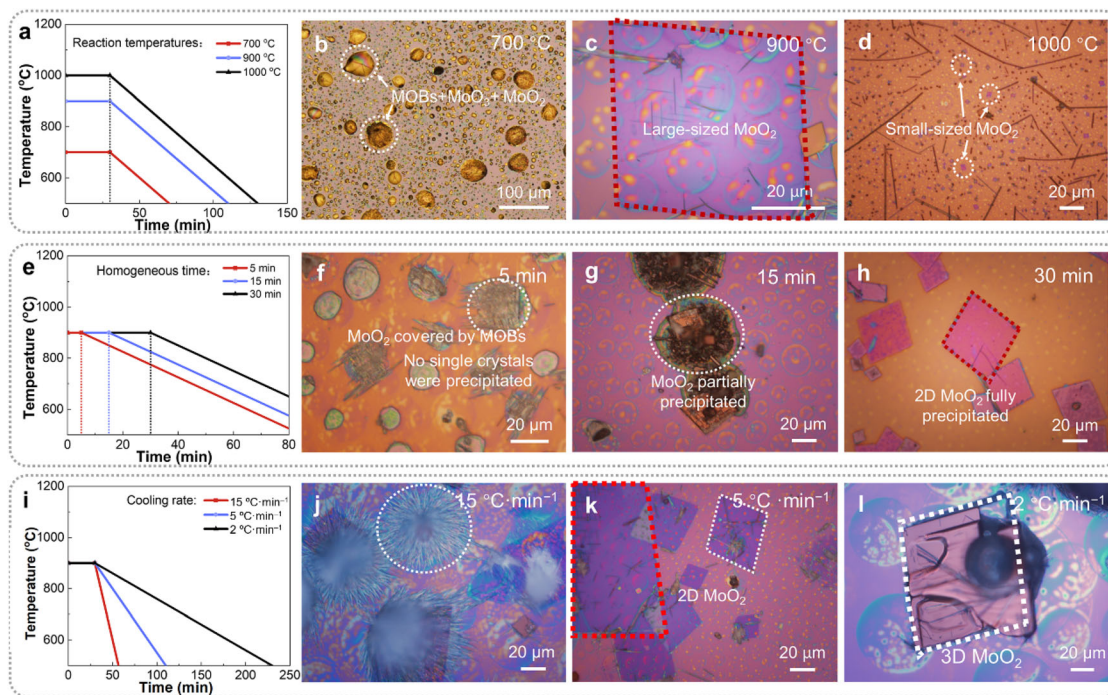 a
1200
1000
800
600
Temperature (°C)
Reaction temperatures:
700 °C
900 °C
1000 °C
0
50
100
150
Time (min)
b
700 °C
MOBs+MoO₃+ MoO₂
100 μm
c
900 °C
Large-sized MoO₂
20 μm
d
1000 °C
Small-sized MoO₂
20 μm
e
1200
1000
800
600
Temperature (°C)
Homogeneous time:
5 min
15 min
30 min
0
20
40
60
80
Time (min)
f
5 min
MoO₂ covered by MOBs
No single crystals
were precipitated
20 μm
g
15 min
MoO₂ partially
precipitated
20 μm
h
30 min
2D MoO₂ fully
precipitated
20 μm
i
1200
1000
800
600
Temperature (°C)
Cooling rate:
15 °C·min⁻¹
5 °C·min⁻¹
2 °C·min⁻¹
0
50
100
150
200
250
Time (min)
j
15 °C·min⁻¹
20 μm
k
5 °C ·min⁻¹
2D MoO₂
20 μm
l
2 °C·min⁻¹
3D MoO₂
20 μm